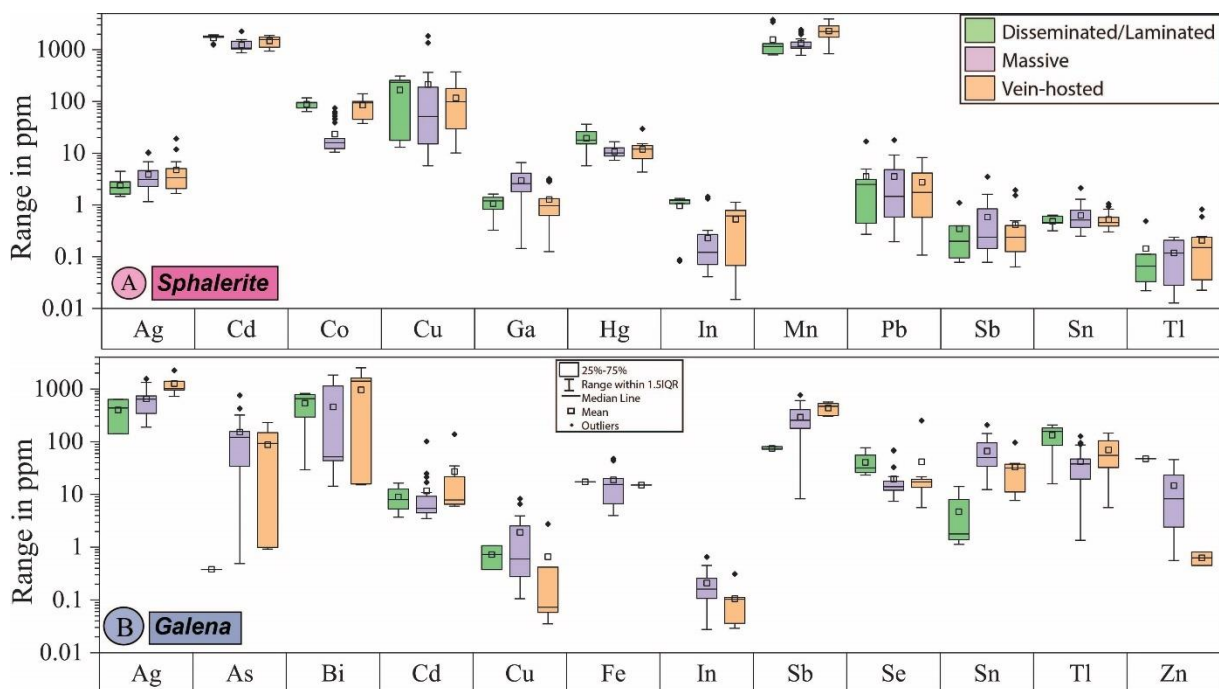 Range in ppm
1000
100
10
1
0.1
0.01
Disseminated/Laminated
Massive
Vein-hosted
A Sphalerite
Ag Cd Co Cu Ga Hg In Mn Pb Sb Sn Tl
Range in ppm
1000
100
10
1
0.1
0.01
25%-75%
Range within 1.5IQR
Median Line
Mean
Outliers
B Galena
Ag As Bi Cd Cu Fe In Sb Se Sn Tl Zn